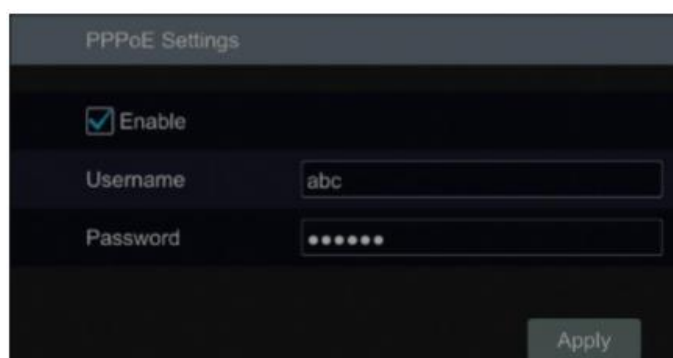 PPPoE Settings
Enable
Username abc
Password ••••••
Apply